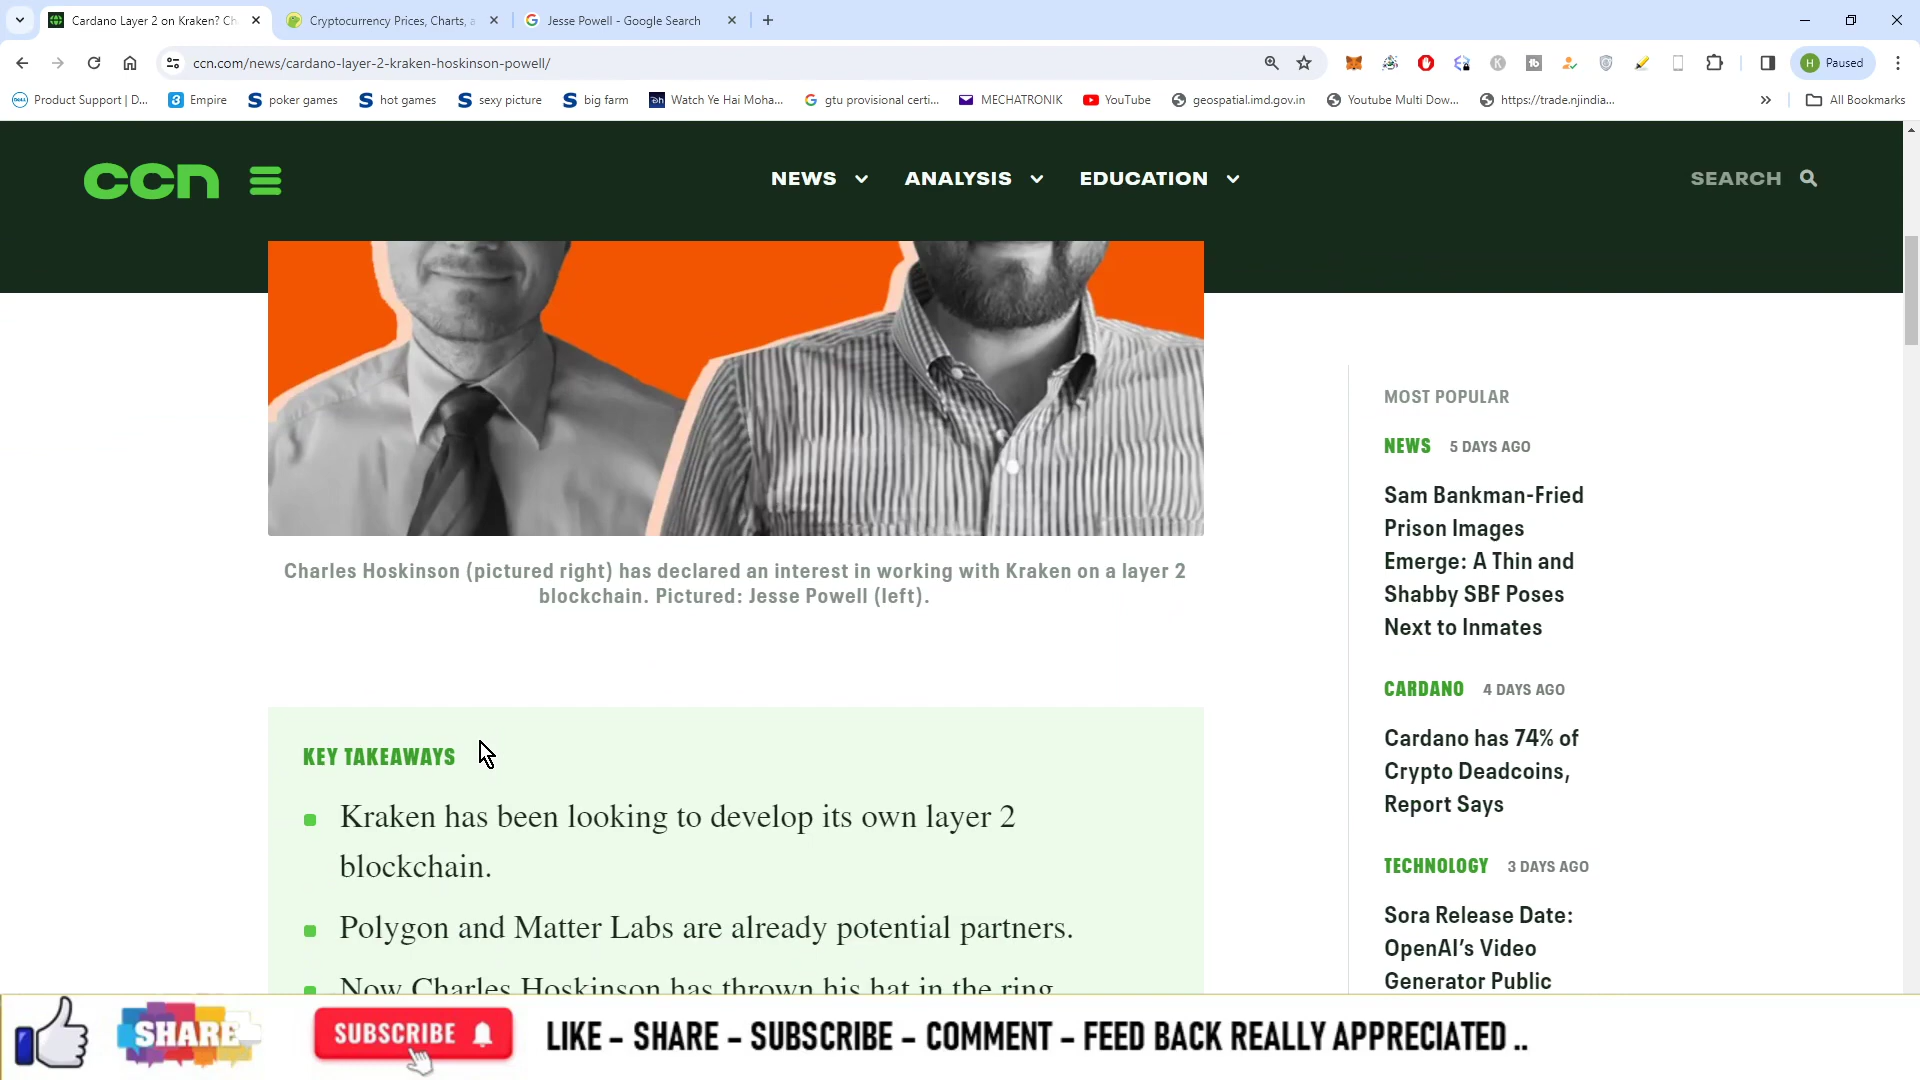 Cardano Layer 2 on Kraken? Ch
Cryptocurrency Prices, Charts, a
Jesse Powell - Google Search
ccn.com/news/cardano-layer-2-kraken-hoskinson-powell/
H Paused
Product Support | D...
Empire
poker games
hot games
sexy picture
big farm
Watch Ye Hai Moha...
gtu provisional certi...
MECHATRONIK
YouTube
geospatial.imd.gov.in
Youtube Multi Dow...
https://trade.njindia...
»
All Bookmarks
ccn
NEWS
ANALYSIS
EDUCATION
SEARCH
Charles Hoskinson (pictured right) has declared an interest in working with Kraken on a layer 2
blockchain. Pictured: Jesse Powell (left).
KEY TAKEAWAYS
Kraken has been looking to develop its own layer 2
blockchain.
Polygon and Matter Labs are already potential partners.
Now Charles Hoskinson has thrown his hat in the ring
MOST POPULAR
NEWS 5 DAYS AGO
Sam Bankman-Fried
Prison Images
Emerge: A Thin and
Shabby SBF Poses
Next to Inmates
CARDANO 4 DAYS AGO
Cardano has 74% of
Crypto Deadcoins,
Report Says
TECHNOLOGY 3 DAYS AGO
Sora Release Date:
OpenAI's Video
Generator Public
SHARE
SUBSCRIBE
LIKE – SHARE – SUBSCRIBE – COMMENT – FEED BACK REALLY APPRECIATED ..